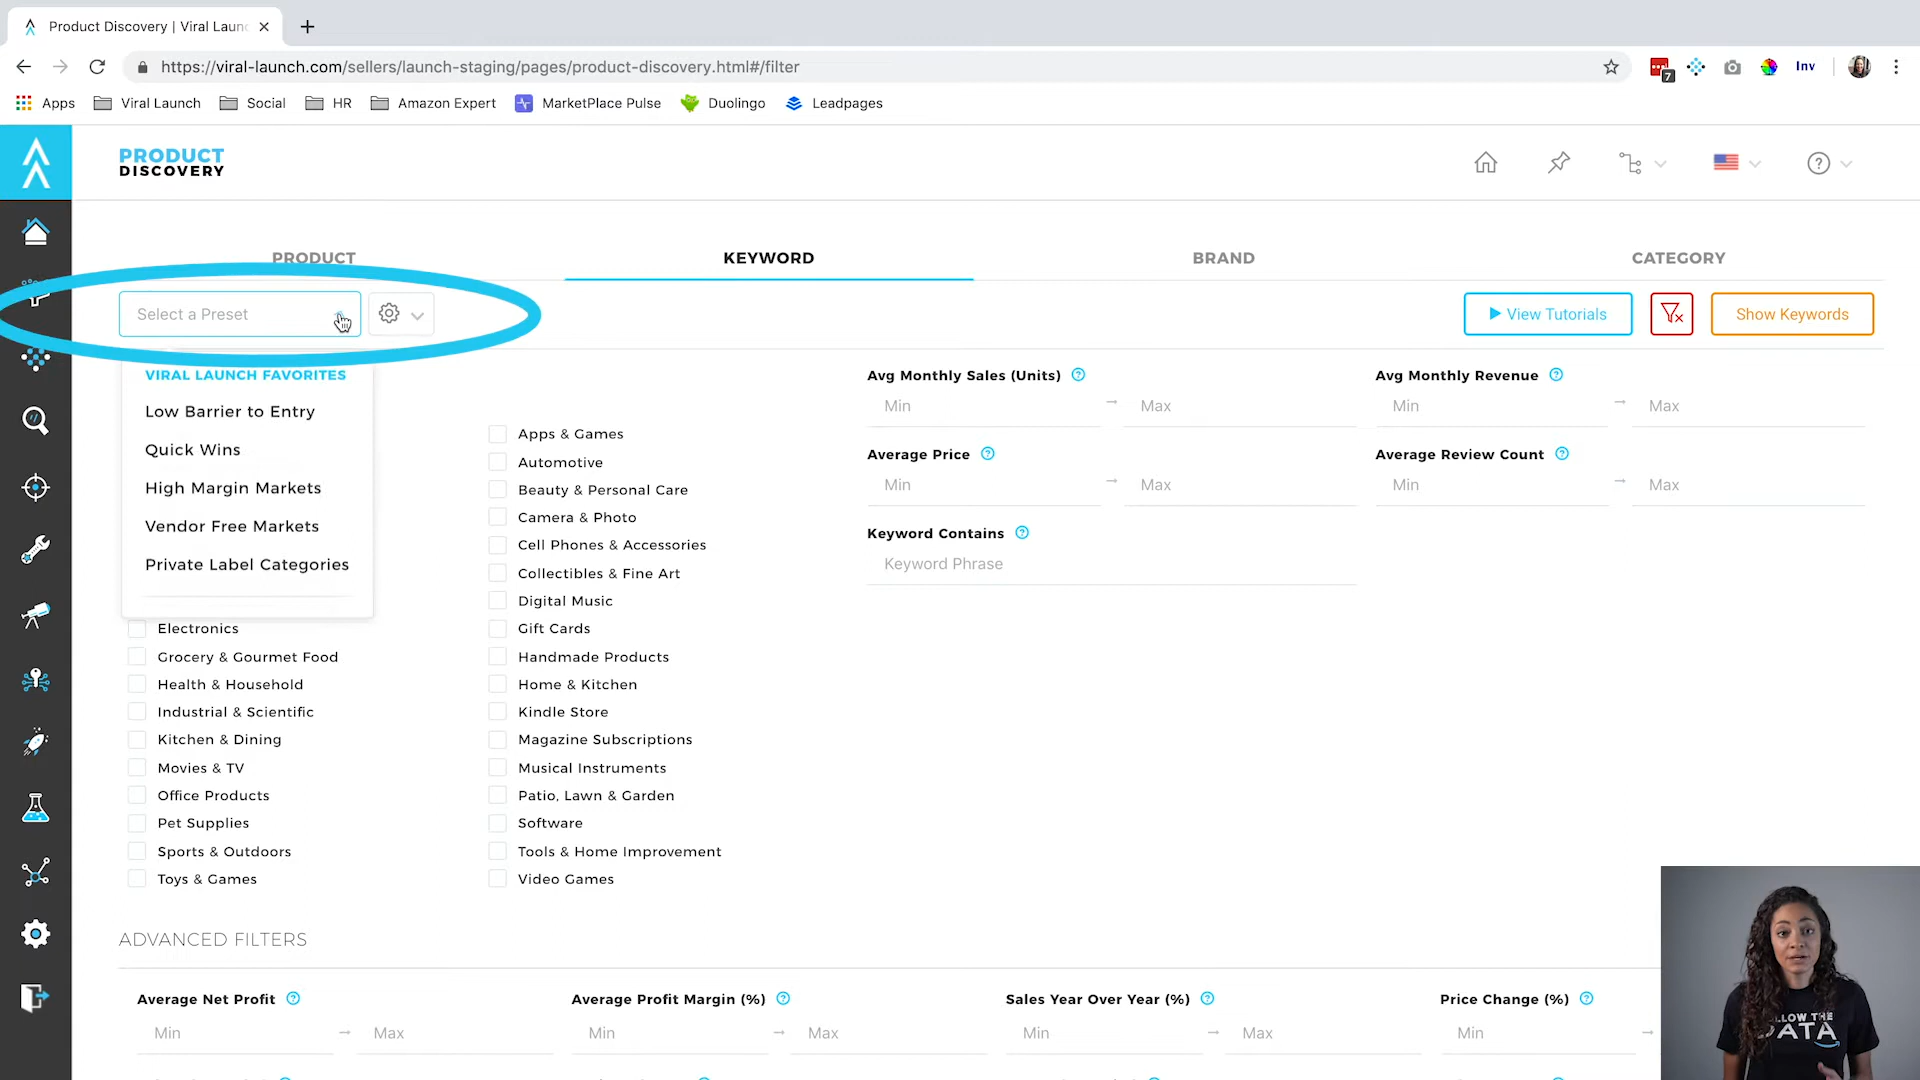 Product Discovery | Viral Laun
https://viral-launch.com/sellers/launch-staging/pages/product-discovery.html#/filter
7
Inv
Apps
Viral Launch
Social
HR
Amazon Expert
MarketPlace Pulse
Duolingo
Leadpages
PRODUCT
DISCOVERY
PRODUCT
KEYWORD
BRAND
CATEGORY
Select a Preset
View Tutorials
Show Keywords
VIRAL LAUNCH FAVORITES
Low Barrier to Entry
Quick Wins
High Margin Markets
Vendor Free Markets
Private Label Categories
Electronics
Grocery & Gourmet Food
Health & Household
Industrial & Scientific
Kitchen & Dining
Movies & TV
Office Products
Pet Supplies
Sports & Outdoors
Toys & Games
Apps & Games
Automotive
Beauty & Personal Care
Camera & Photo
Cell Phones & Accessories
Collectibles & Fine Art
Digital Music
Gift Cards
Handmade Products
Home & Kitchen
Kindle Store
Magazine Subscriptions
Musical Instruments
Patio, Lawn & Garden
Software
Tools & Home Improvement
Video Games
Avg Monthly Sales (Units)
Min
Max
Avg Monthly Revenue
Min
Max
Average Price
Min
Max
Average Review Count
Min
Max
Keyword Contains
Keyword Phrase
ADVANCED FILTERS
Average Net Profit
Min
Max
Average Profit Margin (%)
Min
Max
Sales Year Over Year (%)
Min
Max
Price Change (%)
Min
LLOW THE
DATA